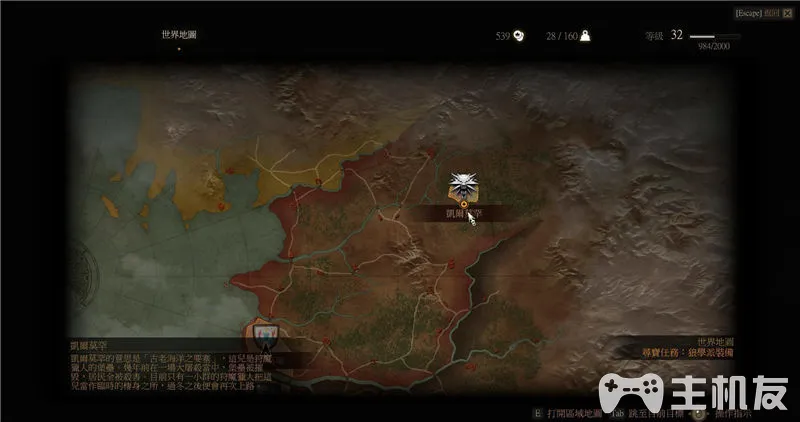 [Escape] 返回
世界地圖
539
28 / 160
等級 32
984/2000
凱爾莫罕
凱爾莫罕
凱爾莫罕的意思是「古老海洋之要塞」，這兒是狩魔
獵人的堡壘。幾年前在一場大屠殺當中，堡壘被摧
毀，居民全被殺害。目前只有一小群的狩魔獵人把這
兒當作臨時的棲身之所，過冬之後便會再次上路。
世界地圖
尋寶任務：狼學派裝備
E 打開區域地圖 Tab 跳至目前目標 操作指示
主机友